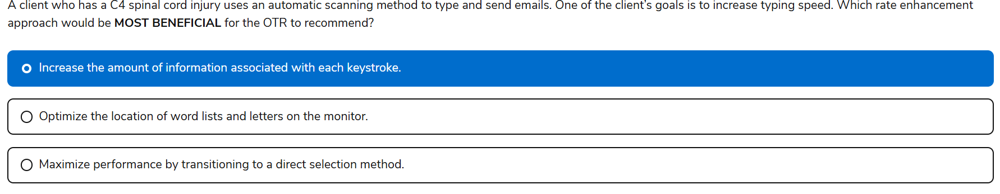 A client who has a C4 spinal cord injury uses an automatic scanning method to type and send emails. One of the client's goals is to increase typing speed. Which rate enhancement
approach would be MOST BENEFICIAL for the OTR to recommend?
Increase the amount of information associated with each keystroke.
Optimize the location of word lists and letters on the monitor.
Maximize performance by transitioning to a direct selection method.